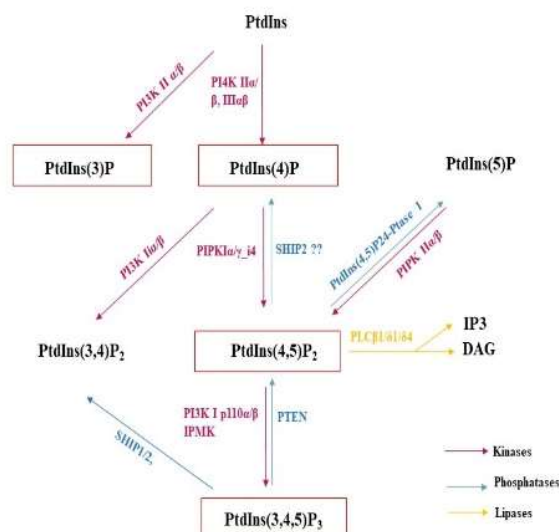 PtdIns
PI3K II α/β
PI4K IIα/
β, IIIαβ
PtdIns(3)P
PtdIns(4)P
PtdIns(5)P
PI3K IIα/β
PIPKIα/γ_i4
SHIP2 ??
PtdIns(4,5)P24-Ptase I
PIPK IIα/β
PtdIns(3,4)P2
PtdIns(4,5)P2
PLCβ1/δ1/δ4
IP3
DAG
SHIP1/2,
PI3K I p110α/β
IPMK
PTEN
PtdIns(3,4,5)P3
Kinases
Phosphatases
Lipases